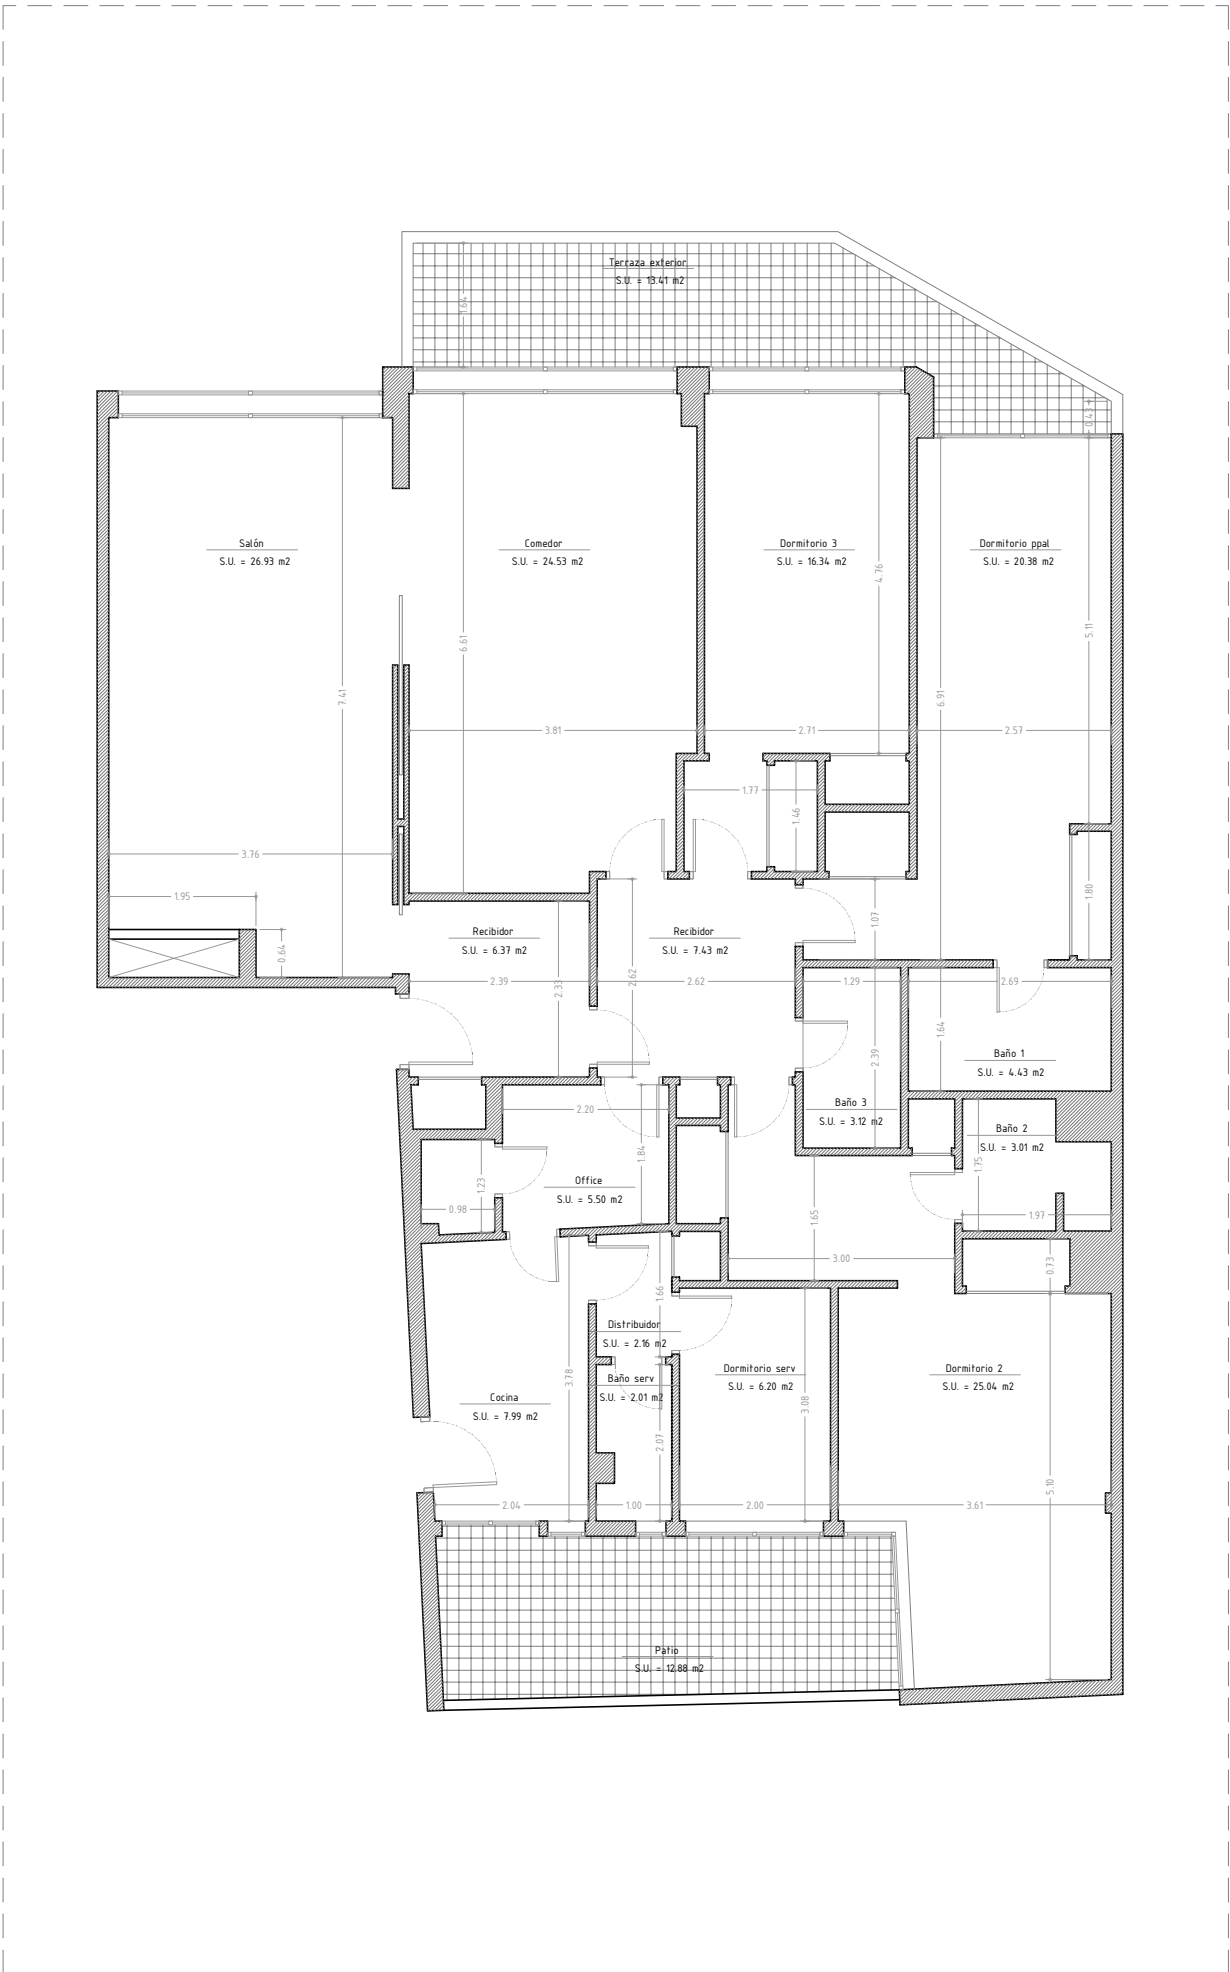 Terraza exterior
S.U. = 13.41 m2
1.64
0.43
Salón
S.U. = 26.93 m2
Comedor
S.U. = 24.53 m2
Dormitorio 3
S.U. = 16.34 m2
Dormitorio ppal
S.U. = 20.38 m2
4.76
5.11
6.61
7.41
6.91
3.81
2.71
2.57
1.77
1.46
3.76
1.95
0.64
1.80
1.07
Recibidor
S.U. = 6.37 m2
Recibidor
S.U. = 7.43 m2
2.39
2.33
2.62
2.62
1.29
2.69
1.64
2.39
Baño 1
S.U. = 4.43 m2
Baño 3
S.U. = 3.12 m2
Baño 2
S.U. = 3.01 m2
2.20
1.84
1.23
0.98
Office
S.U. = 5.50 m2
1.75
1.97
1.65
3.00
0.73
1.66
Distribuidor
S.U. = 2.16 m2
Baño serv
S.U. = 2.01 m2
Dormitorio serv
S.U. = 6.20 m2
Dormitorio 2
S.U. = 25.04 m2
Cocina
S.U. = 7.99 m2
3.78
3.08
2.07
5.10
2.04
1.00
2.00
3.61
Patio
S.U. = 12.88 m2